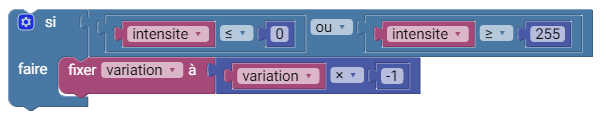 si intensite ≤ 0 ou intensite ≥ 255
faire fixer variation à variation × -1